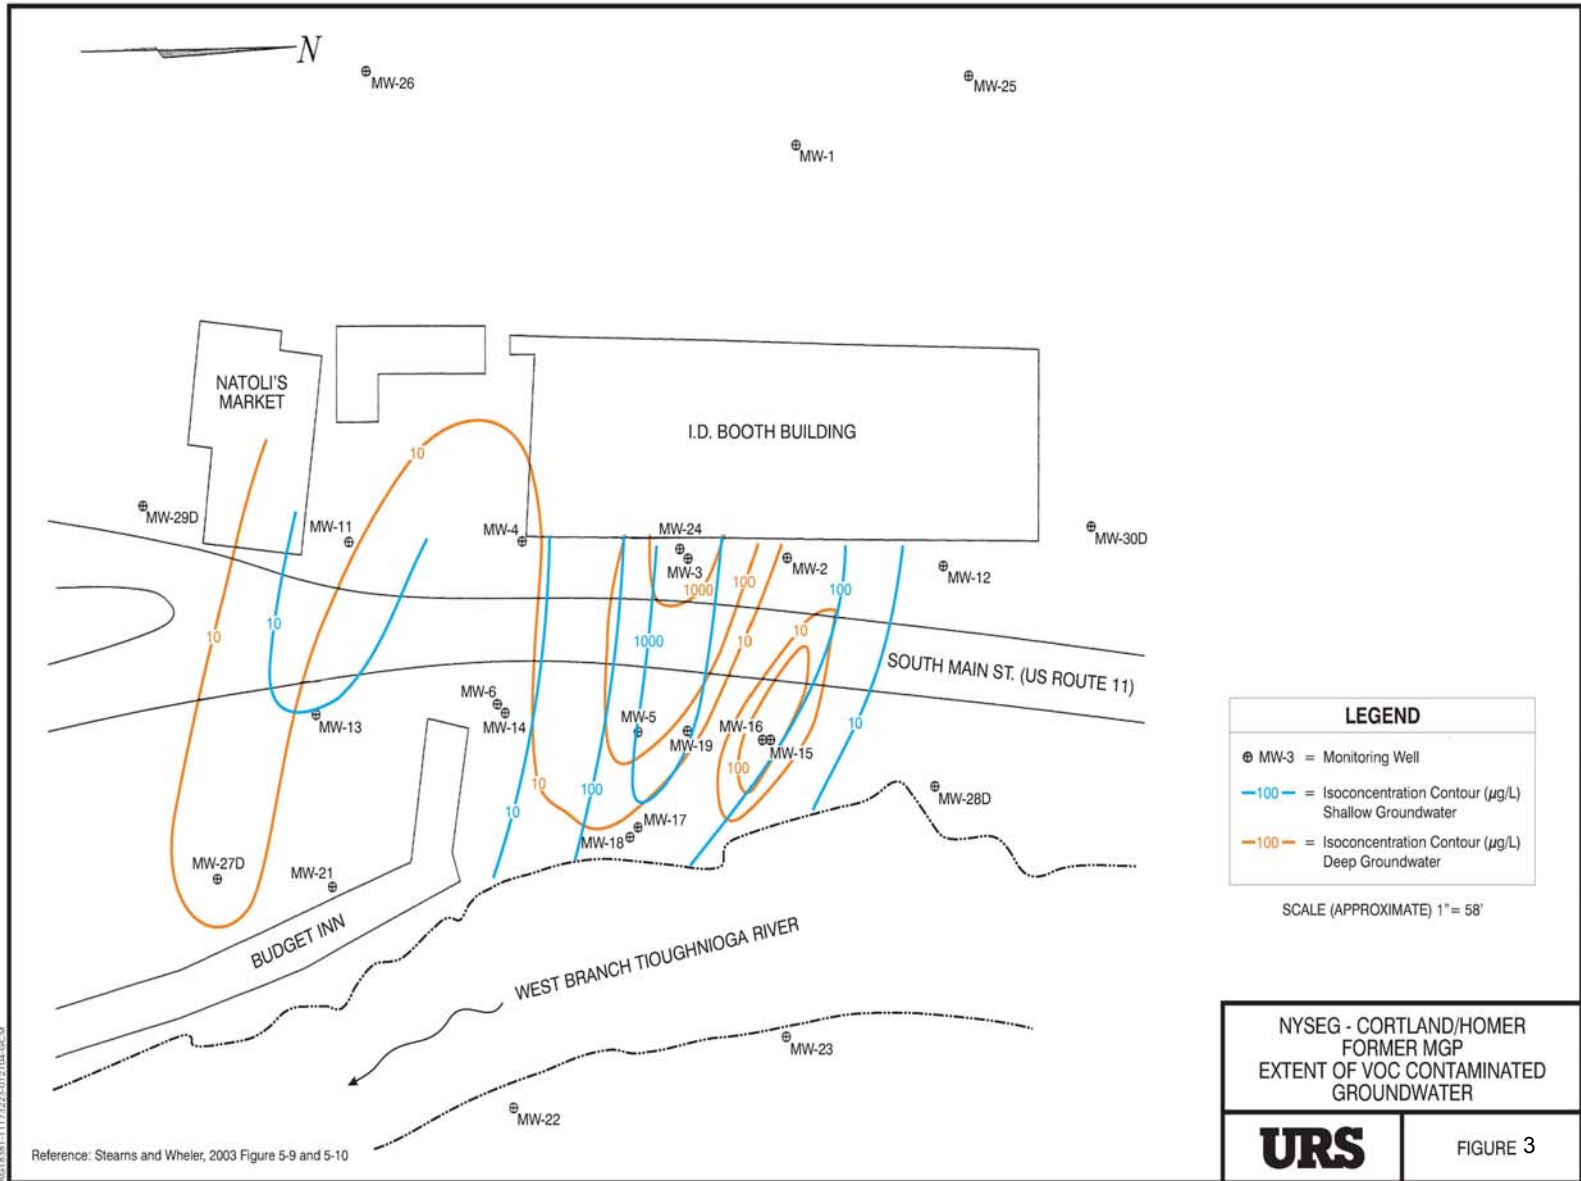 N
MW-26
MW-25
MW-1
NATOLI'S
MARKET
I.D. BOOTH BUILDING
10
MW-29D
MW-11
MW-4
MW-24
MW-3
MW-2
MW-12
MW-30D
1000
100
100
10
10
1000
10
10
SOUTH MAIN ST. (US ROUTE 11)
MW-6
MW-14
MW-13
MW-5
MW-19
MW-16
MW-15
10
100
10
100
10
MW-28D
MW-17
MW-18
MW-27D
MW-21
BUDGET INN
WEST BRANCH TIOUGHNIOGA RIVER
MW-23
MW-22
LEGEND
MW-3 = Monitoring Well
100 = Isoconcentration Contour (µg/L)
Shallow Groundwater
100 = Isoconcentration Contour (µg/L)
Deep Groundwater
SCALE (APPROXIMATE) 1"= 58'
NYSEG - CORTLAND/HOMER
FORMER MGP
EXTENT OF VOC CONTAMINATED
GROUNDWATER
URS
FIGURE 3
Reference: Stearns and Wheler, 2003 Figure 5-9 and 5-10